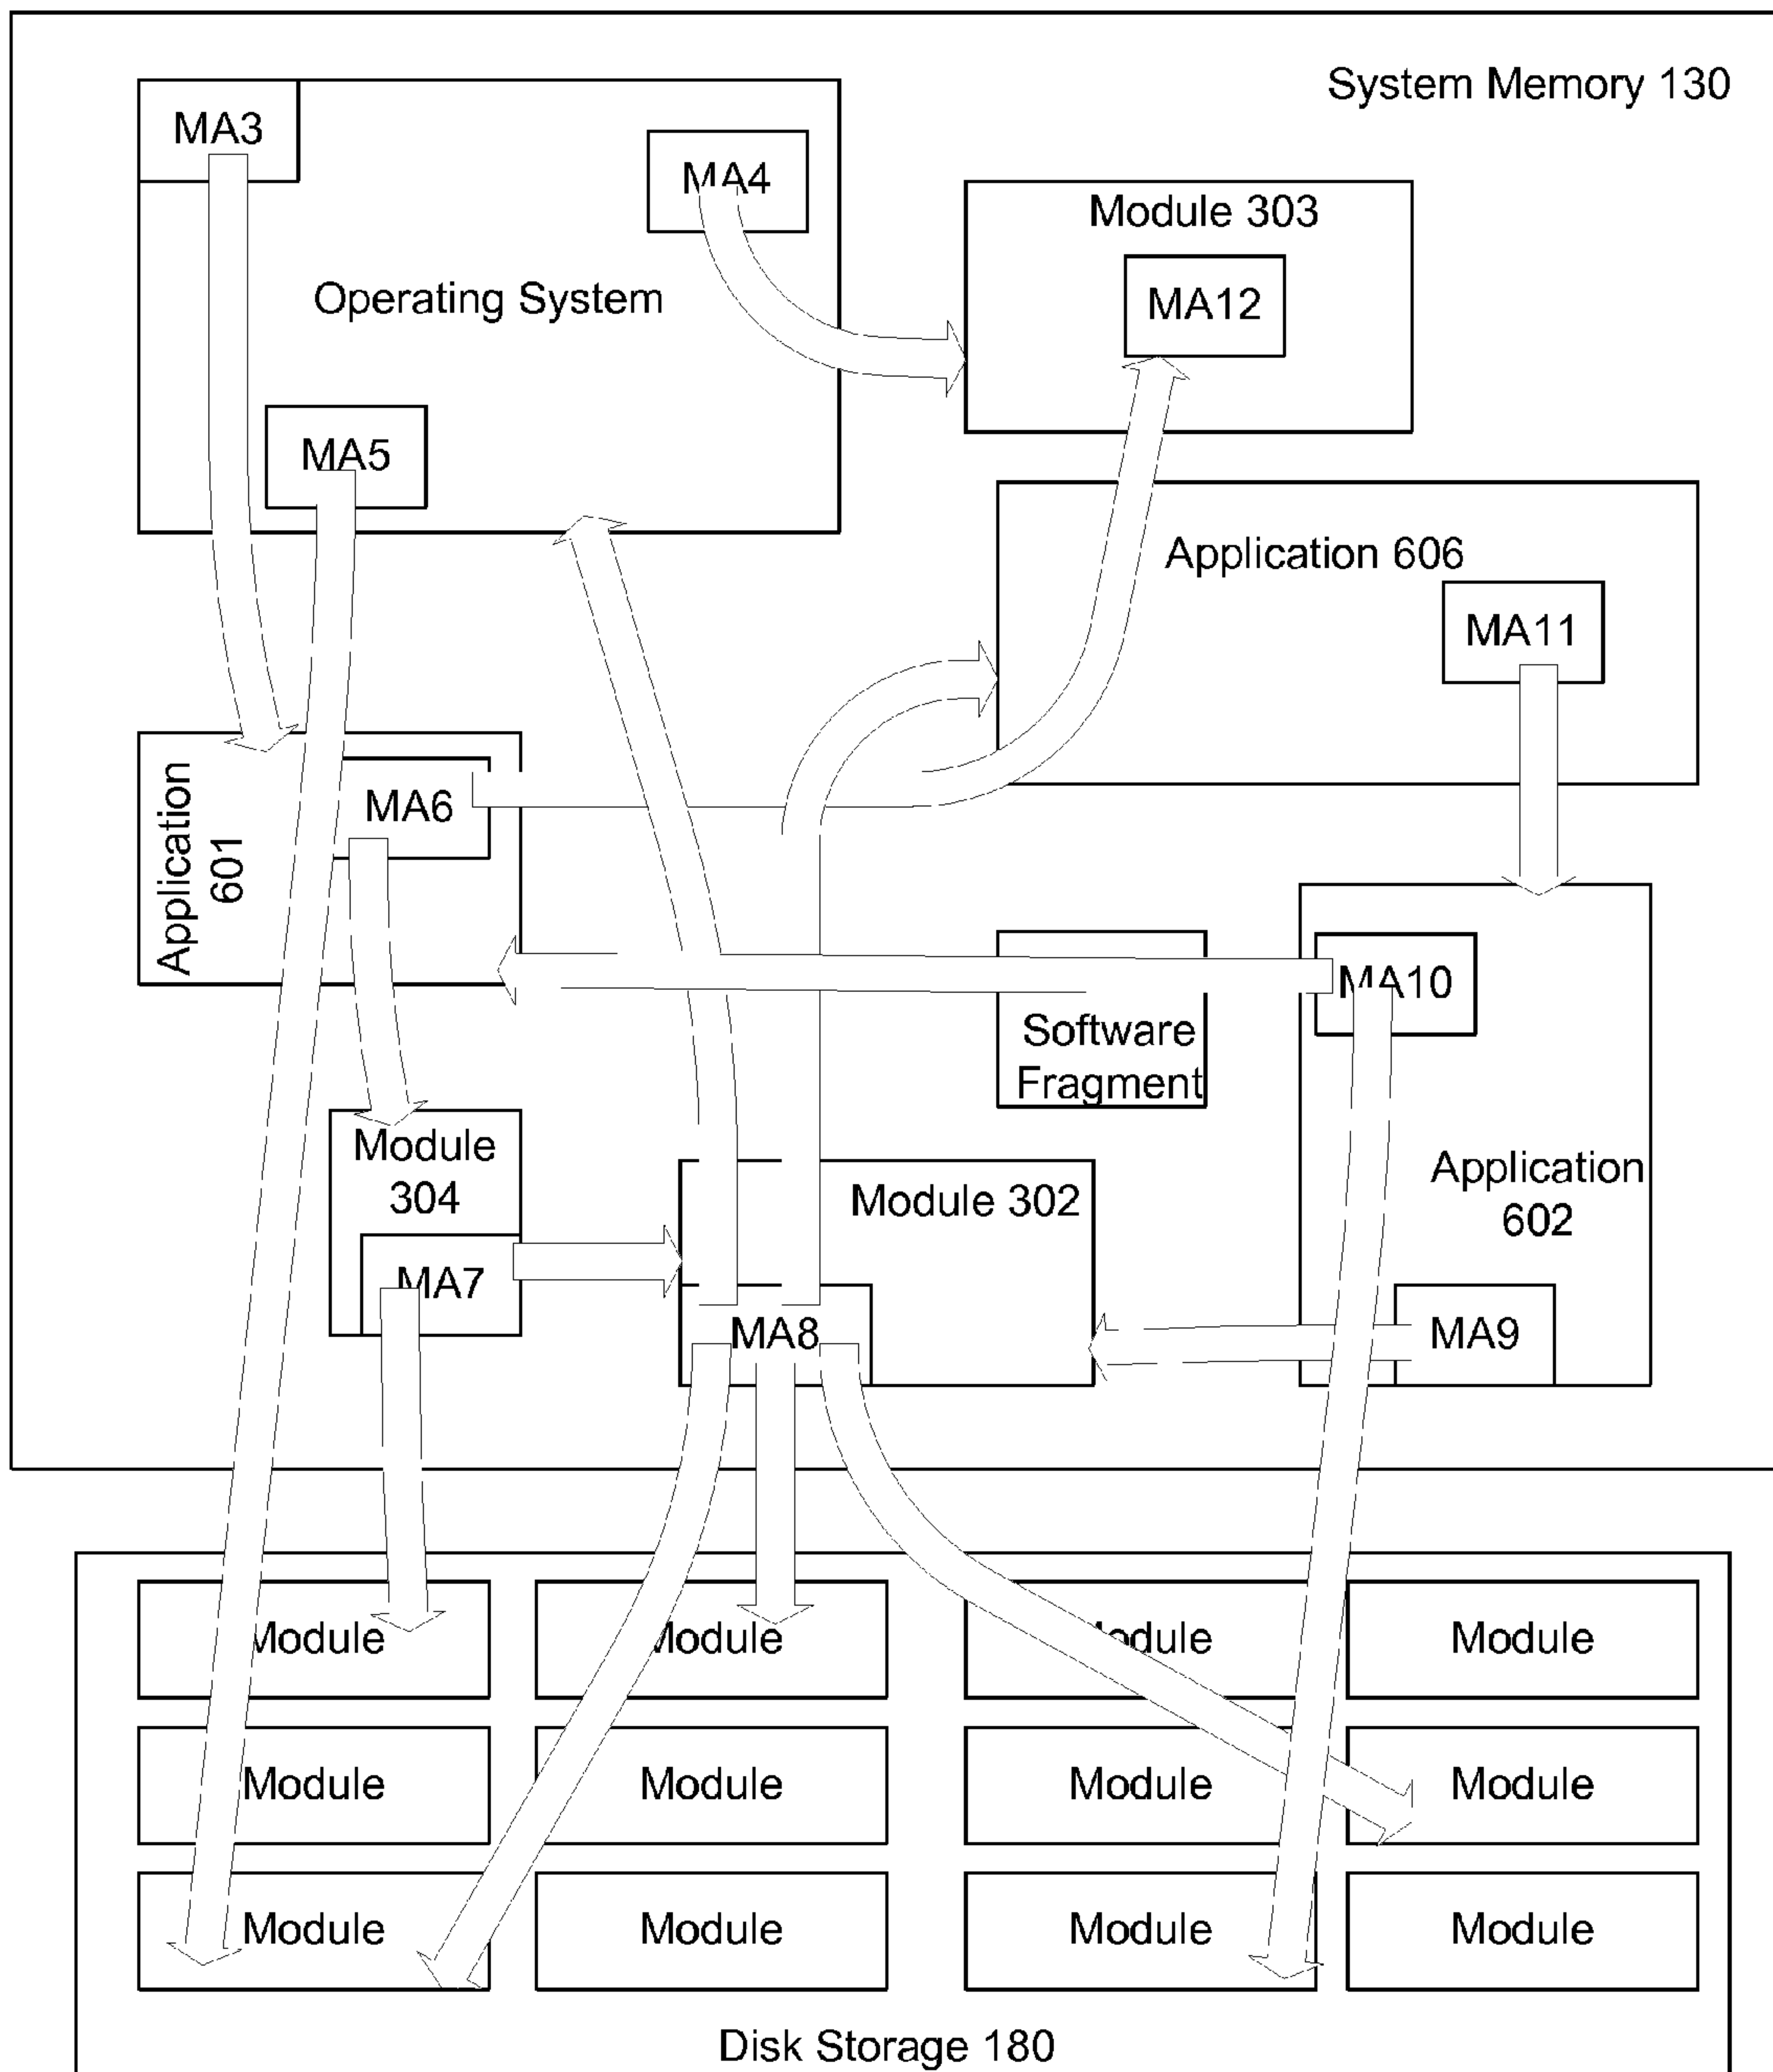 System Memory 130
MA3
MA4
Module 303
Operating System
MA12
MA5
Application 606
MA11
Application
601
MA6
MA10
Software
Fragment
Module
304
Application
602
Module 302
MA7
MA8
MA9
Module
Module
Module
Module
Module
Module
Module
Module
Module
Module
Module
Module
Disk Storage 180